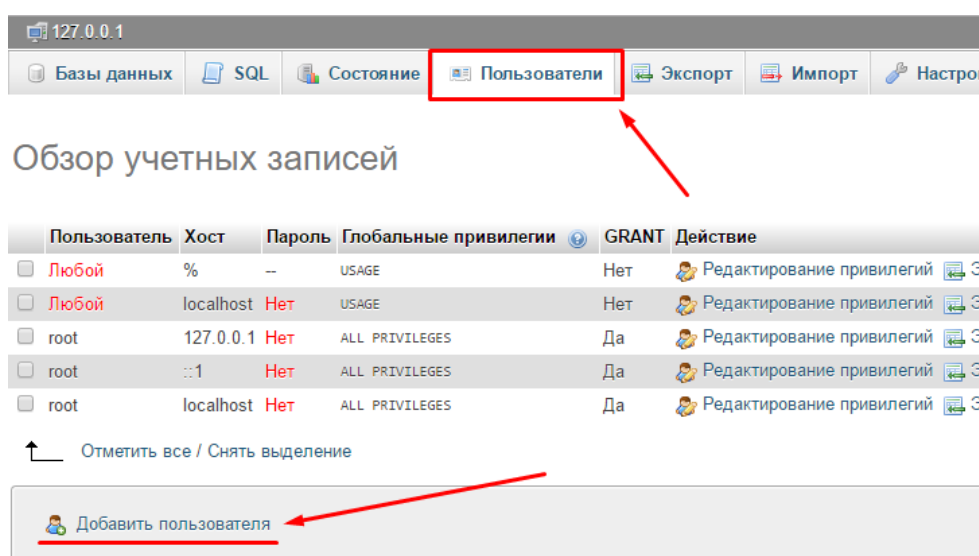 127.0.0.1
Базы данных SQL Состояние Пользователи Экспорт Импорт Настро
Обзор учетных записей
Пользователь Хост Пароль Глобальные привилегии GRANT Действие
Любой % -- USAGE Нет Редактирование привилегий Э
Любой localhost Нет USAGE Нет Редактирование привилегий Э
root 127.0.0.1 Нет ALL PRIVILEGES Да Редактирование привилегий Э
root ::1 Нет ALL PRIVILEGES Да Редактирование привилегий Э
root localhost Нет ALL PRIVILEGES Да Редактирование привилегий Э
Отметить все / Снять выделение
Добавить пользователя